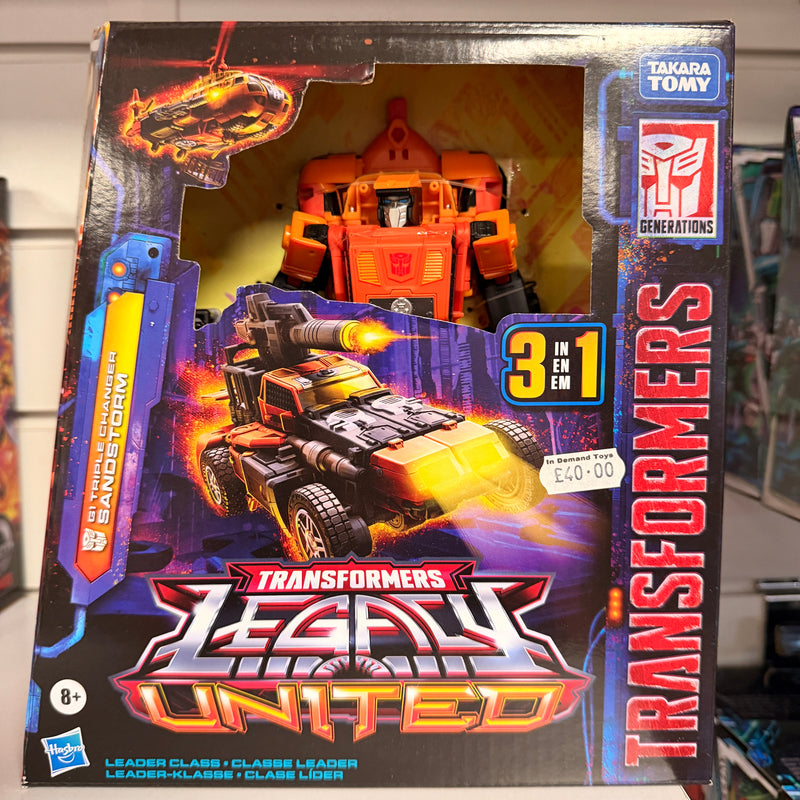 TAKARA
TOMY
GENERATIONS
TRANSFORMERS
G1 TRIPLE CHANGER
SANDSTORM
3 IN EN EM 1
In Demand Toys
£40.00
TRANSFORMERS
LEGACY
UNITED
8+
Hasbro
LEADER CLASS • CLASSE LEADER
LEADER-KLASSE • CLASE LÍDER